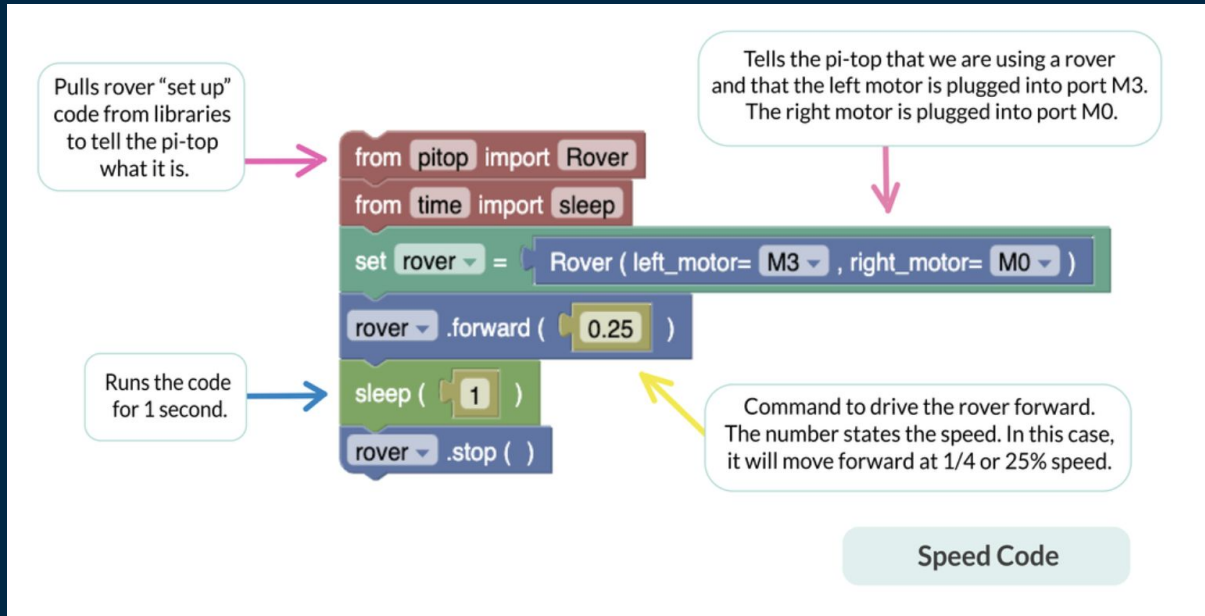 Pulls rover “set up”
code from libraries
to tell the pi-top
what it is.
Tells the pi-top that we are using a rover
and that the left motor is plugged into port M3.
The right motor is plugged into port M0.
from pitop import Rover
from time import sleep
set rover = Rover ( left_motor= M3 , right_motor= M0 )
rover .forward ( 0.25 )
Runs the code
for 1 second.
sleep ( 1 )
rover .stop ( )
Command to drive the rover forward.
The number states the speed. In this case,
it will move forward at 1/4 or 25% speed.
Speed Code